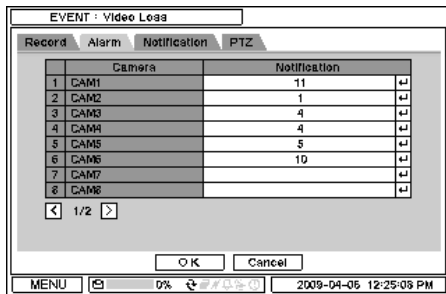 EVENT : Video Loss
Record Alarm Notification PTZ
Camera Notification
1 CAM1 11
2 CAM2 1
3 CAM3 4
4 CAM4 4
5 CAM5 5
6 CAM6 10
7 CAM7
8 CAM8
< 1/2 >
OK Cancel
MENU 0% 2009-04-06 12:25:08 PM